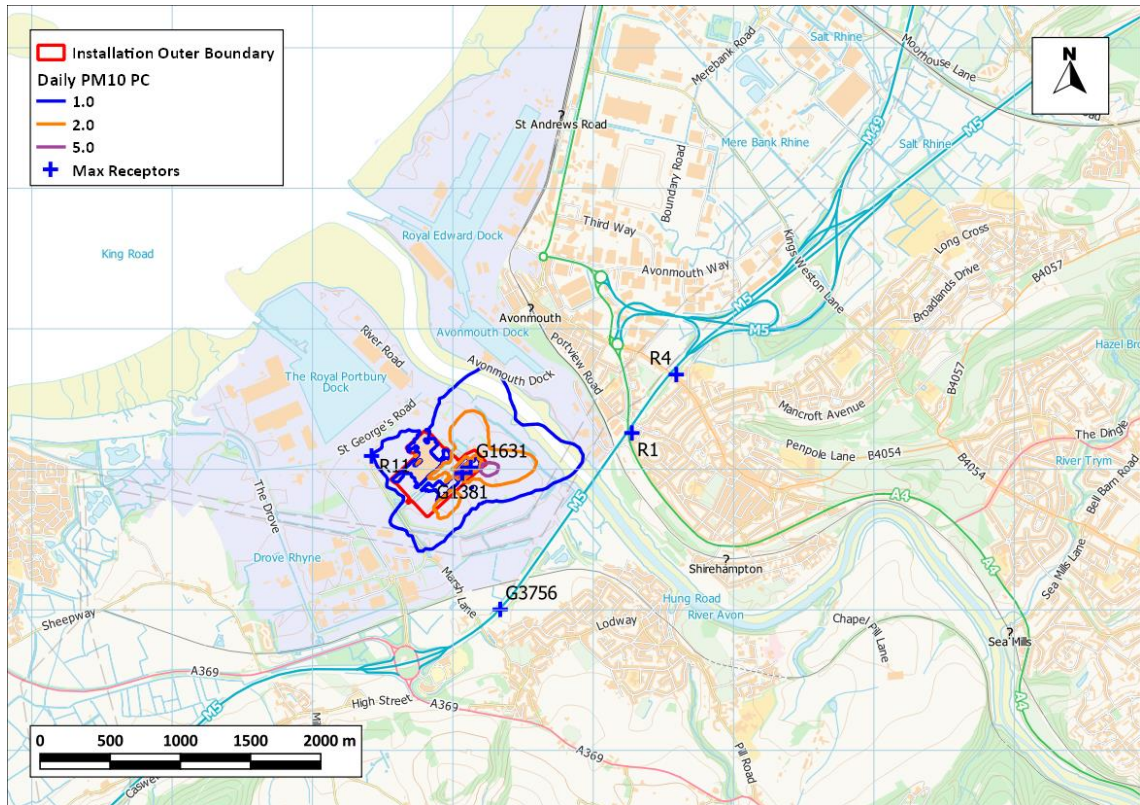 Installation Outer Boundary
Daily PM10 PC
1.0
2.0
5.0
Max Receptors
N
Salt Rhine
Moorhouse Lane
Merebank Road
M49
M5
St Andrews Road
?
Mere Bank Rhine
Salt Rhine
Boundary Road
Third Way
Royal Edward Dock
King Road
Avonmouth Way
Kings Weston Lane
Long Cross
B4057
Broadlands Drive
M5
M5
?
Avonmouth
River Road
Avonmouth Dock
Portview Road
Avonmouth Dock
The Royal Portbury
Dock
R4
B4057
Mancroft Avenue
St George's Road
R1
Penpole Lane
B4054
B4054
The Dingle
River Trym
Bell Barn Road
R11
G1631
G1381
The Drove
M5
A4
Drove Rhyne
?
Shirehampton
A4
Sea Mills Lane
Marsh Lane
G3756
Hung Road
River Avon
Sheepway
Lodway
Chapel Pill Lane
?
Sea Mills
A369
High Street
A369
M5
A4
Pill Road
A369
0
500
1000
1500
2000 m